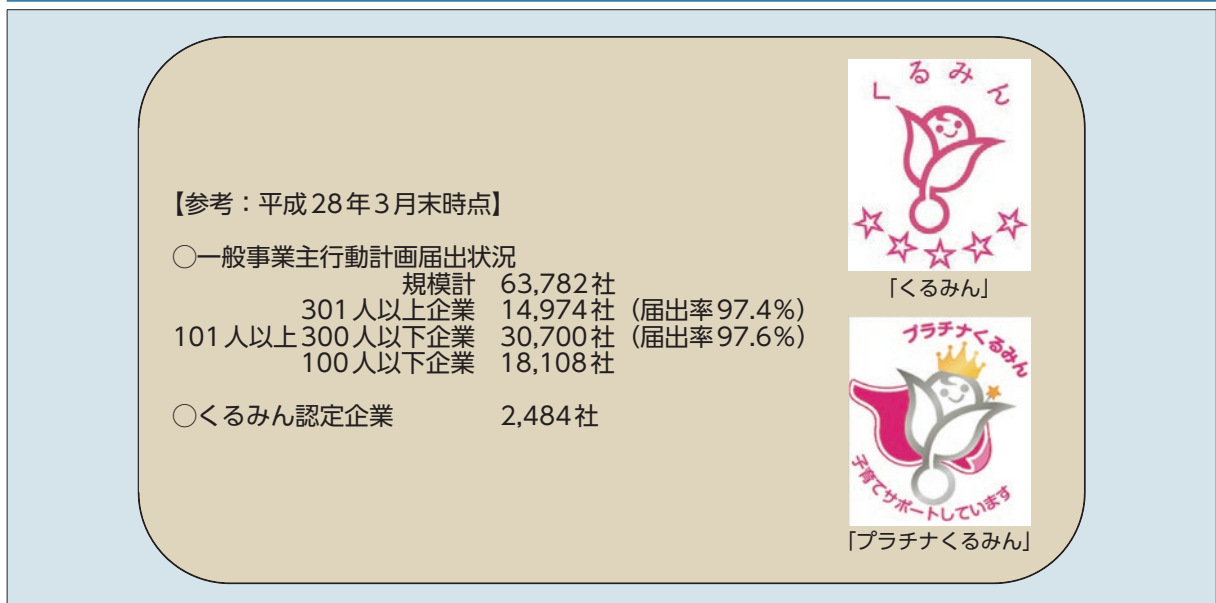 【参考：平成28年3月末時点】
○一般事業主行動計画届出状況
規模計 63,782社
301人以上企業 14,974社（届出率97.4%）
101人以上300人以下企業 30,700社（届出率97.6%）
100人以下企業 18,108社
○くるみん認定企業 2,484社
くるみん
「くるみん」
プラチナくるみん
子育てサポートしています
「プラチナくるみん」